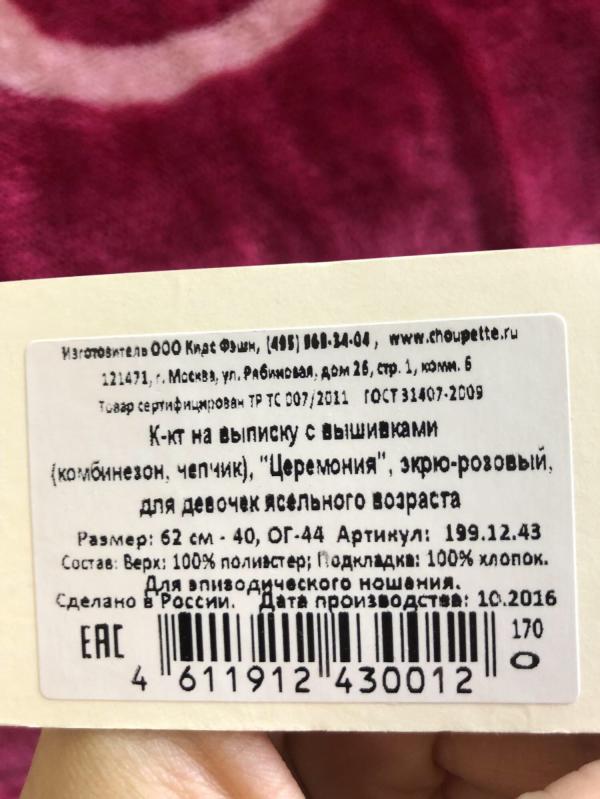 Изготовитель ООО Кидс Фэшн, (495) 968-34-04, www.choupette.ru
121471, г. Москва, ул. Рябиновая, дом 26, стр. 1, комн. 6
Товар сертифицирован ТР ТС 007/2011 ГОСТ 31407-2009
К-кт на выписку с вышивками
(комбинезон, чепчик), "Церемония", экрю-розовый,
для девочек ясельного возраста
Размер: 62 см - 40, ОГ-44 Артикул: 199.12.43
Состав: Верх: 100% полиэстер; Подкладка: 100% хлопок.
Для эпизодического ношения.
Сделано в России. Дата производства: 10.2016
EAC
170
O
4 611912 430012